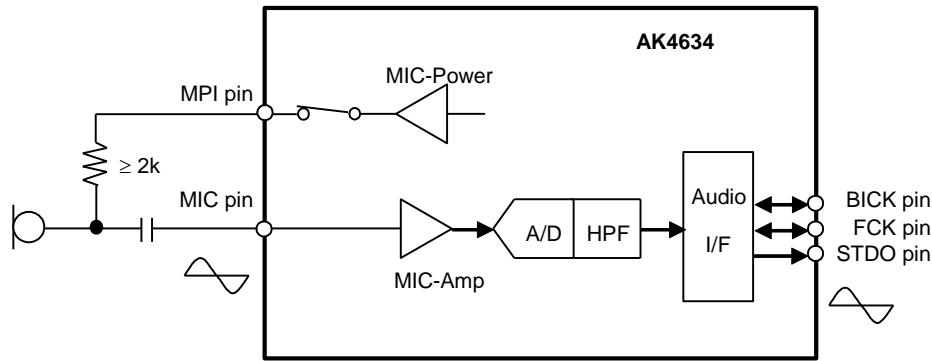 AK4634
MIC-Power
MPI pin
≥ 2k
MIC pin
MIC-Amp
A/D
HPF
Audio
I/F
BICK pin
FCK pin
STDO pin